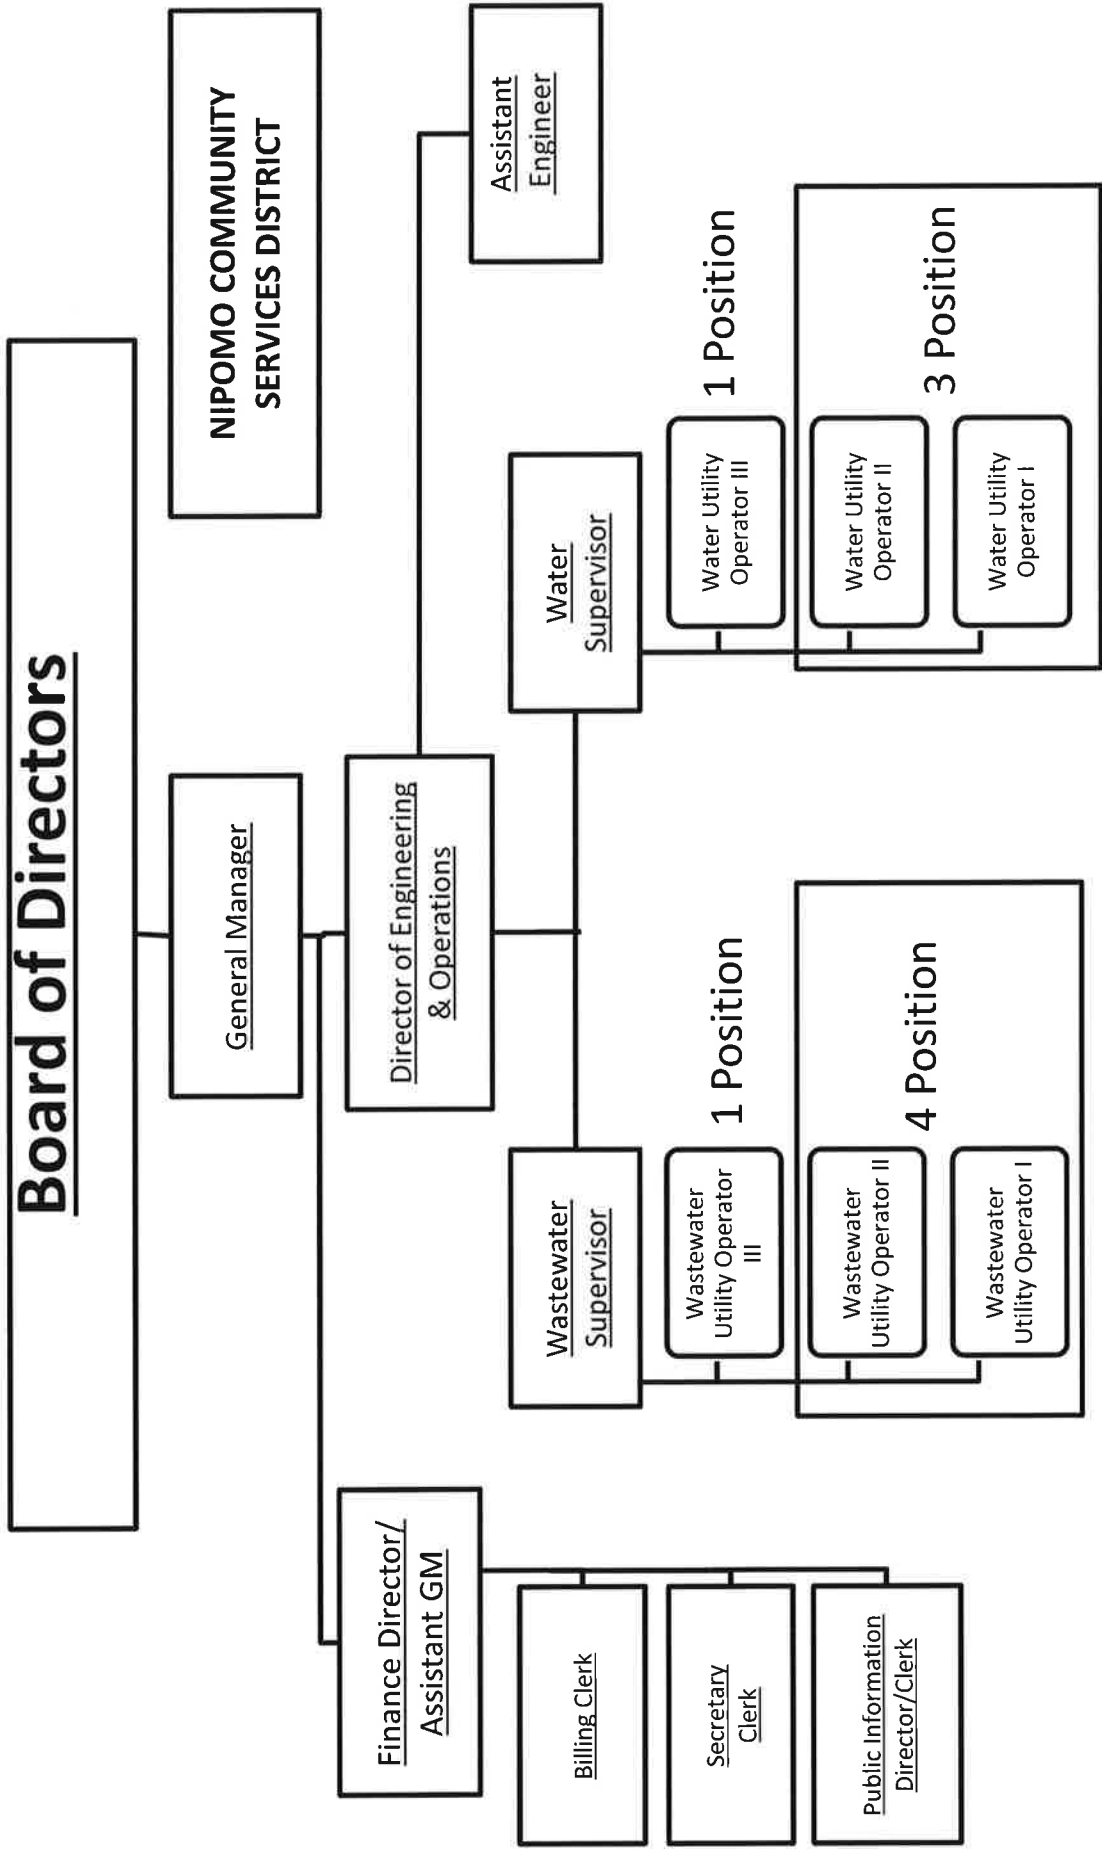 Board of Directors
NIPOMO COMMUNITY
SERVICES DISTRICT
General Manager
Finance Director/
Assistant GM
Director of Engineering
& Operations
Assistant
Engineer
Billing Clerk
Secretary
Clerk
Public Information
Director/Clerk
Wastewater
Supervisor
Wastewater
Utility Operator
III
1 Position
Wastewater
Utility Operator II
Wastewater
Utility Operator I
4 Position
Water
Supervisor
Water Utility
Operator III
1 Position
Water Utility
Operator II
Water Utility
Operator I
3 Position